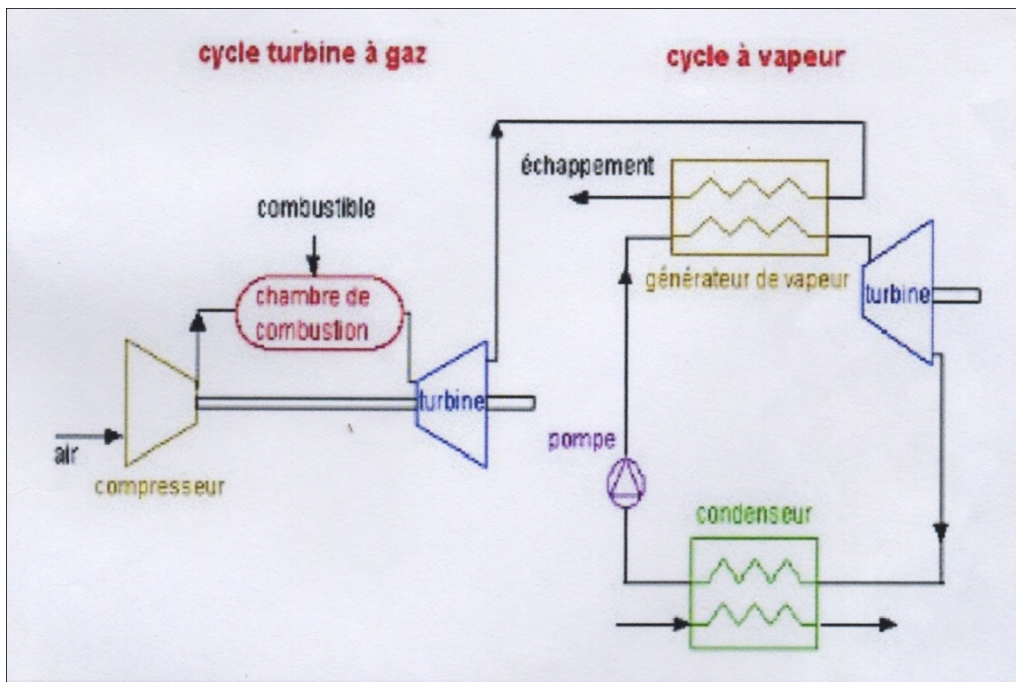 cycle turbine à gaz
cycle à vapeur
échappement
combustible
générateur de vapeur
chambre de
combustion
turbine
turbine
air
compresseur
pompe
condenseur